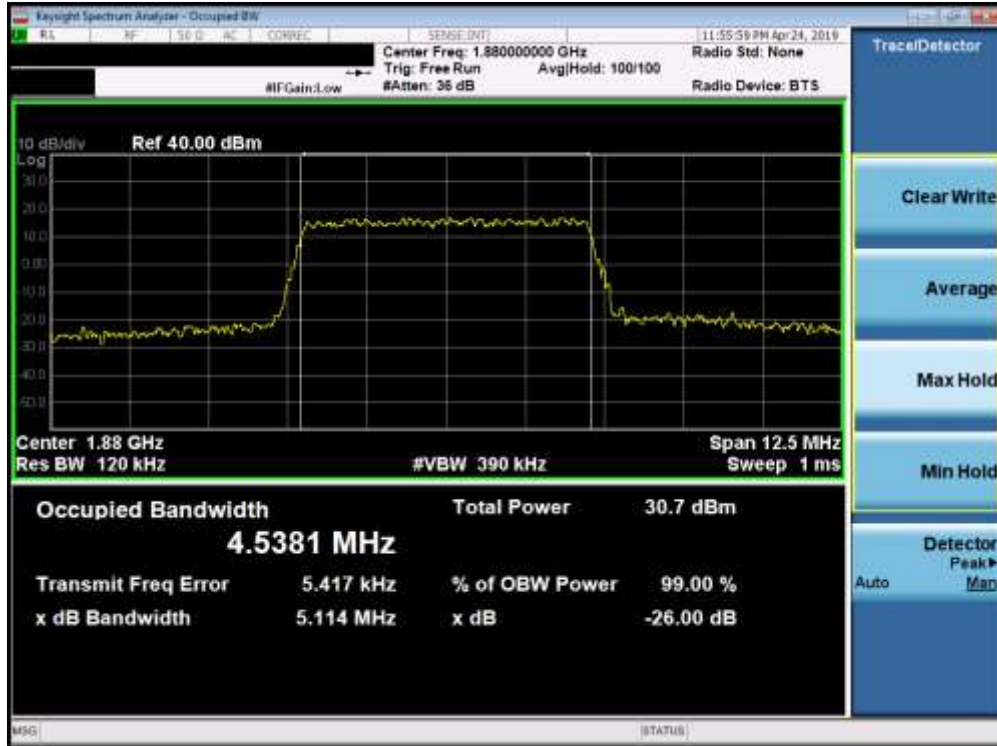 Keysight Spectrum Analyzer - Occupied BW
RL RF 50 Ω AC CORREC SENSE:INT 11:55:59 PM Apr 24, 2019
Center Freq: 1.880000000 GHz Radio Std: None
Trig: Free Run Avg|Hold: 100/100
#IFGain:Low #Atten: 36 dB Radio Device: BTS
Trace/Detector
10 dB/div Ref 40.00 dBm
Log
30.0
20.0
10.0
0.00
-10.0
-20.0
-30.0
-40.0
-50.0
Center 1.88 GHz Span 12.5 MHz
Res BW 120 kHz #VBW 390 kHz Sweep 1 ms
Occupied Bandwidth Total Power 30.7 dBm
4.5381 MHz
Transmit Freq Error 5.417 kHz % of OBW Power 99.00 %
x dB Bandwidth 5.114 MHz x dB -26.00 dB
Clear Write
Average
Max Hold
Min Hold
Detector
Peak▶
Auto Man
MSG STATUS